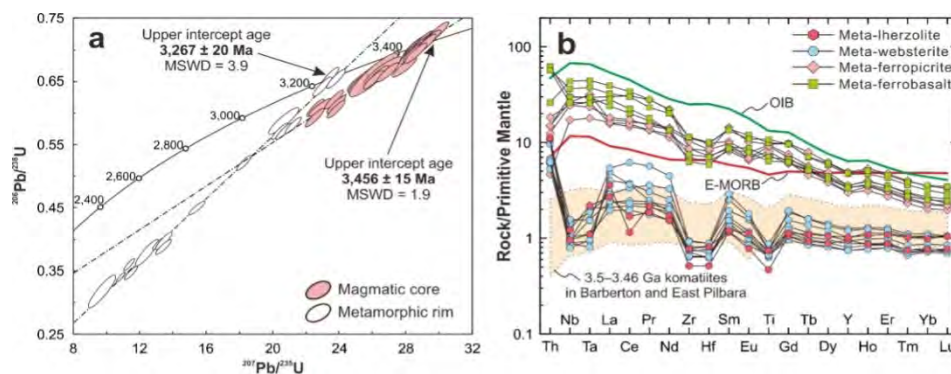 a
0.75
0.65
0.55
0.45
0.35
0.25
²⁰⁶Pb/²³⁸U
Upper intercept age
3,267 ± 20 Ma
MSWD = 3.9
3,400
3,200
3,000
2,800
2,600
2,400
Upper intercept age
3,456 ± 15 Ma
MSWD = 1.9
Magmatic core
Metamorphic rim
8 12 16 20 24 28 32
²⁰⁷Pb/²³⁵U
b
100
10
1
0.1
Rock/Primitive Mantle
Meta-lherzolite
Meta-websterite
Meta-ferropicrite
Meta-ferrobasalt
OIB
E-MORB
3.5–3.46 Ga komatiites
in Barberton and East Pilbara
Nb La Pr Zr Sm Ti Tb Y Er Yb
Th Ta Ce Nd Hf Eu Gd Dy Ho Tm Lu